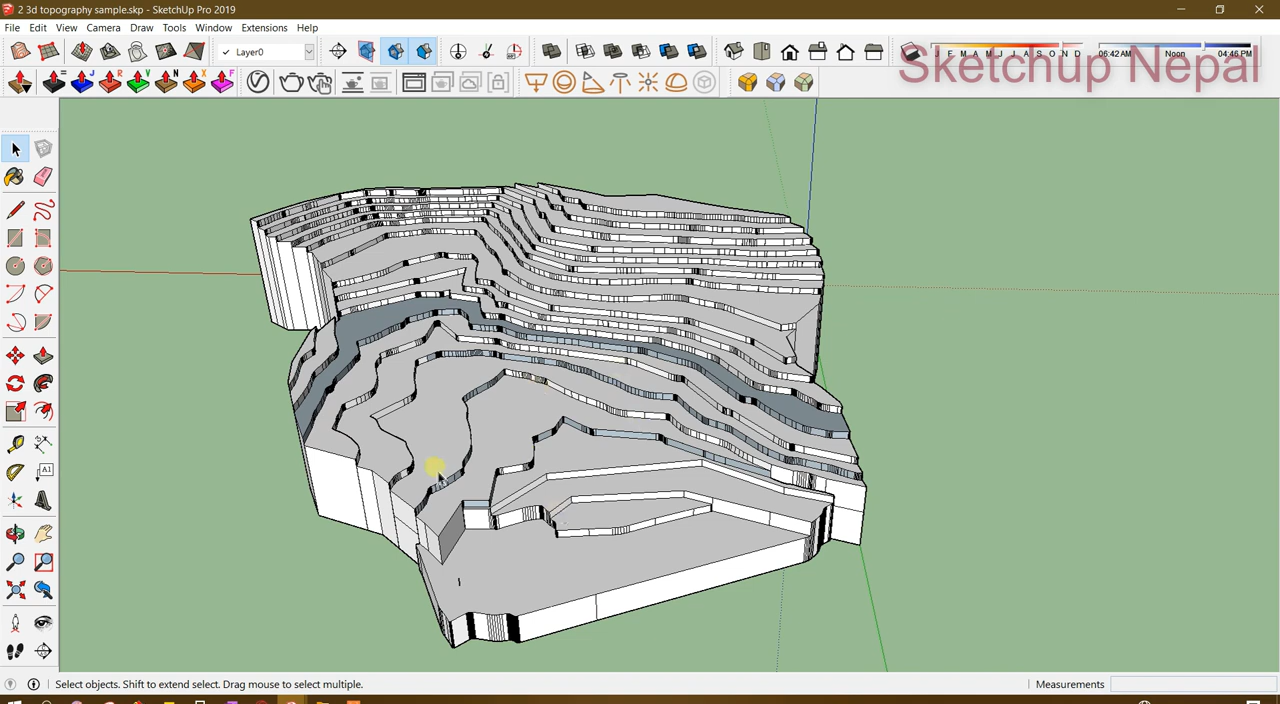 2 3d topography sample.skp - SketchUp Pro 2019
File Edit View Camera Draw Tools Window Extensions Help
Layer0
J F M A M J J A S O N D
06:42 AM Noon 04:46 PM
Sketchup Nepal
A1
Select objects. Shift to extend select. Drag mouse to select multiple.
Measurements